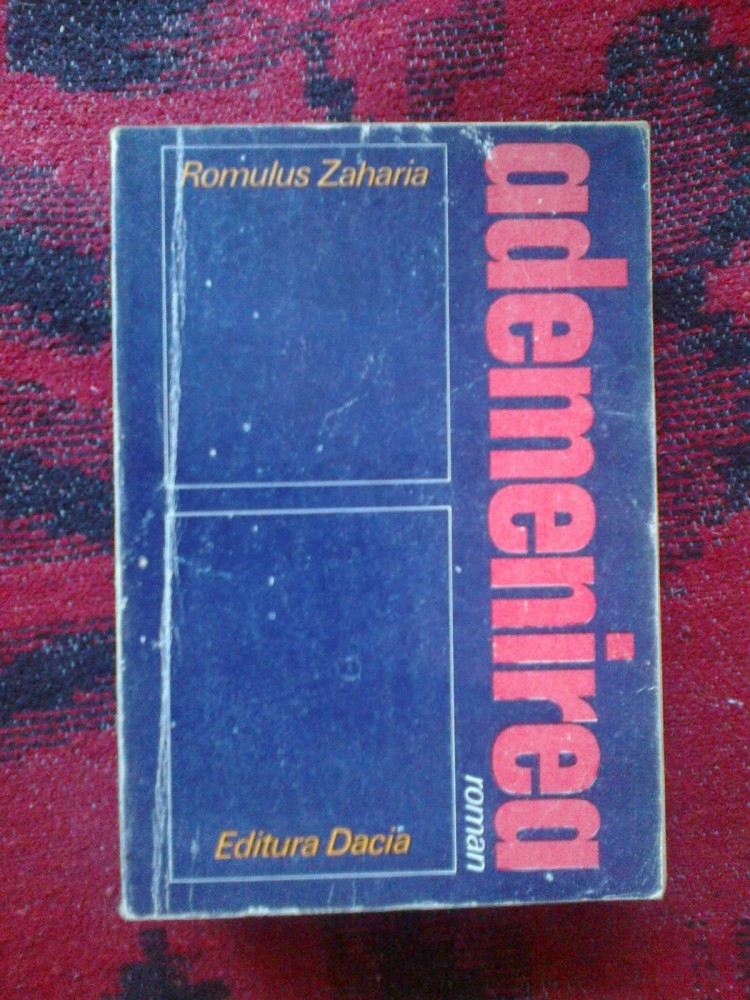 Romulus Zaharia
ademenirea
roman
Editura Dacia